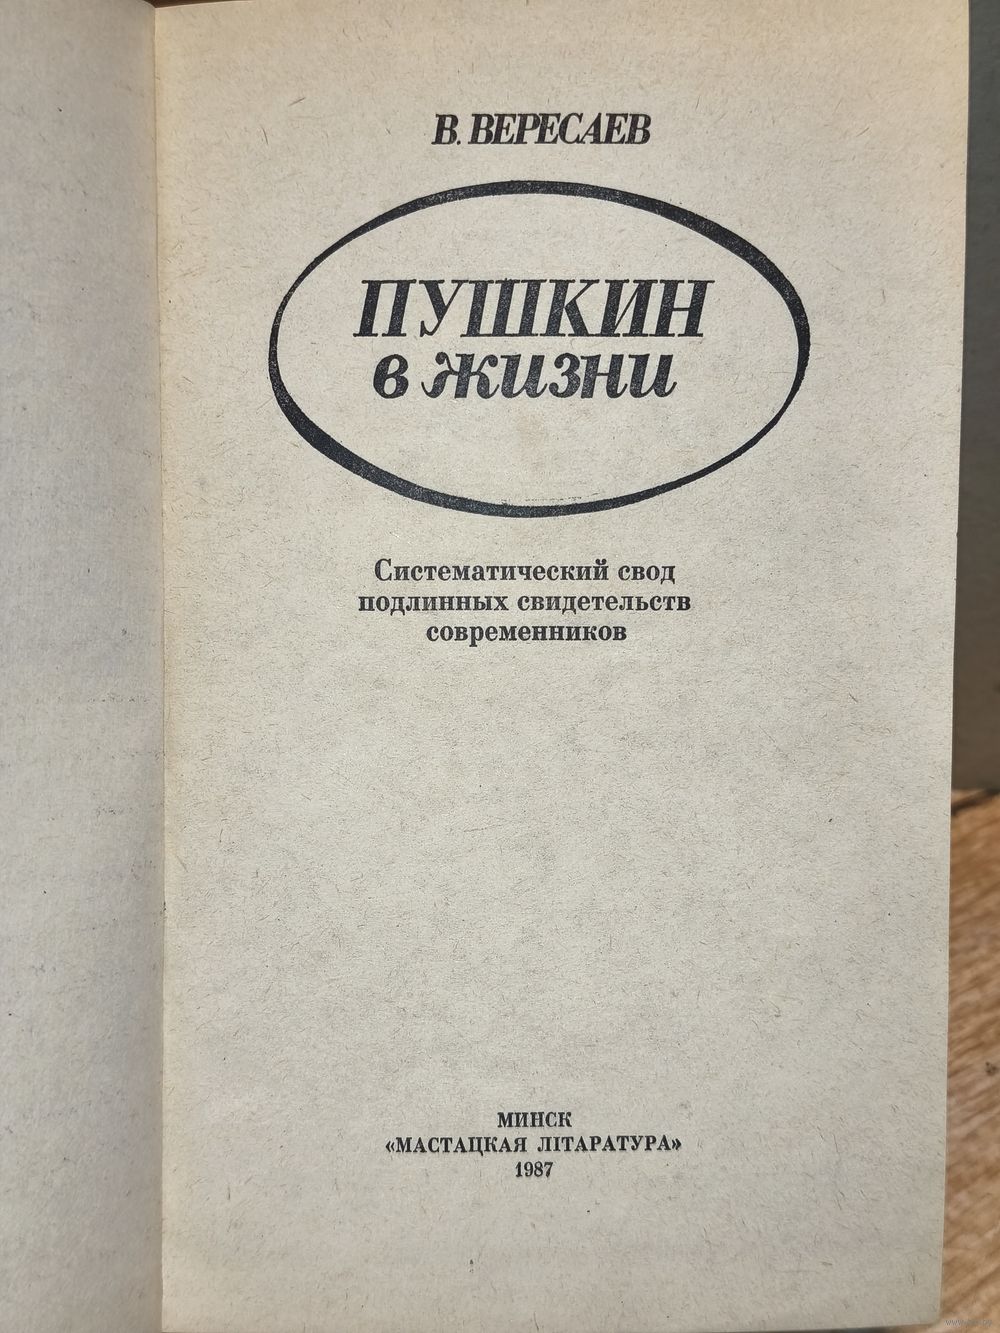 В. ВЕРЕСАЕВ
ПУШКИН
в жизни
Систематический свод
подлинных свидетельств
современников
МИНСК
«МАСТАЦКАЯ ЛІТАРАТУРА»
1987